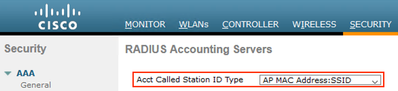 CISCO
MONITOR WLANs CONTROLLER WIRELESS SECURITY
Security
AAA
General
RADIUS Accounting Servers
Acct Called Station ID Type AP MAC Address:SSID